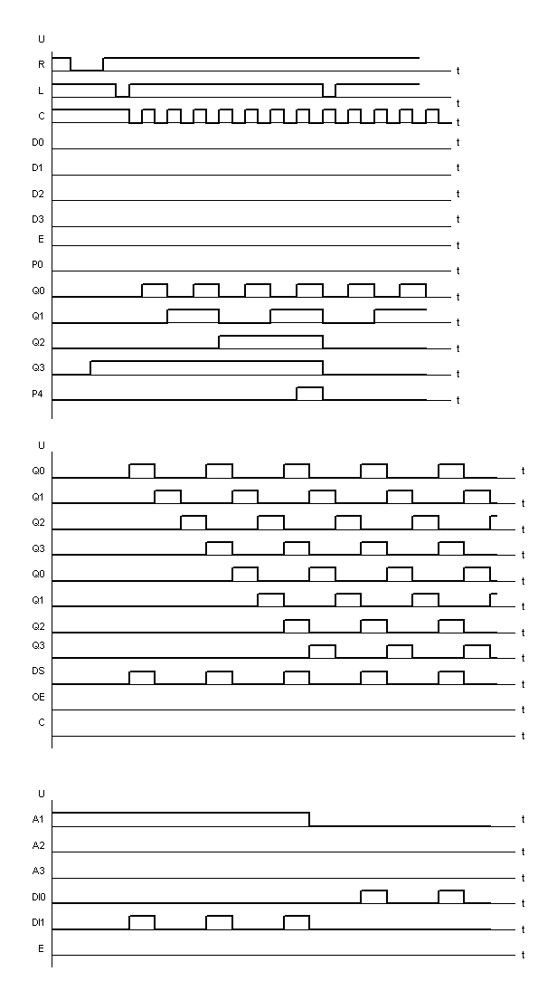 U
R t
L t
C t
D0 t
D1 t
D2 t
D3 t
E t
P0 t
Q0 t
Q1 t
Q2 t
Q3 t
P4 t
U
Q0 t
Q1 t
Q2 t
Q3 t
Q0 t
Q1 t
Q2 t
Q3 t
DS t
OE t
C t
U
A1 t
A2 t
A3 t
DI0 t
DI1 t
E t